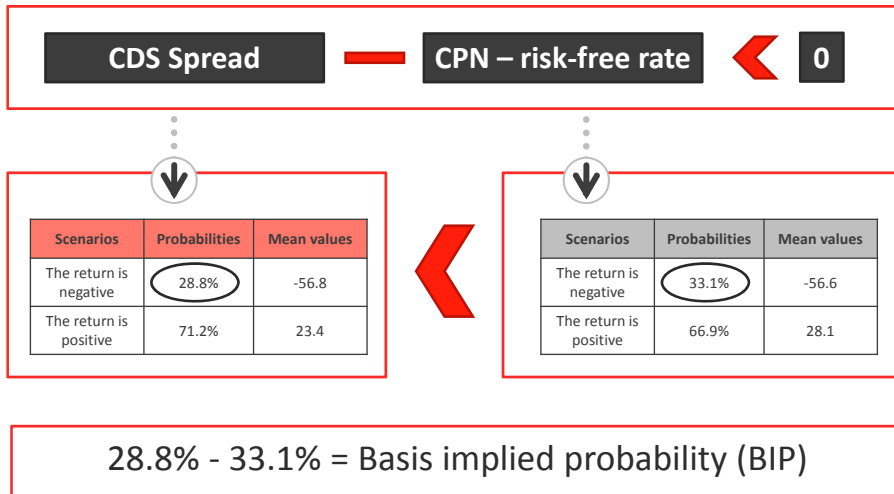 CDS Spread
CPN – risk-free rate
0
Scenarios Probabilities Mean values
The return is
negative
28.8% -56.8
The return is
positive
71.2% 23.4
Scenarios Probabilities Mean values
The return is
negative
33.1% -56.6
The return is
positive
66.9% 28.1
28.8% - 33.1% = Basis implied probability (BIP)